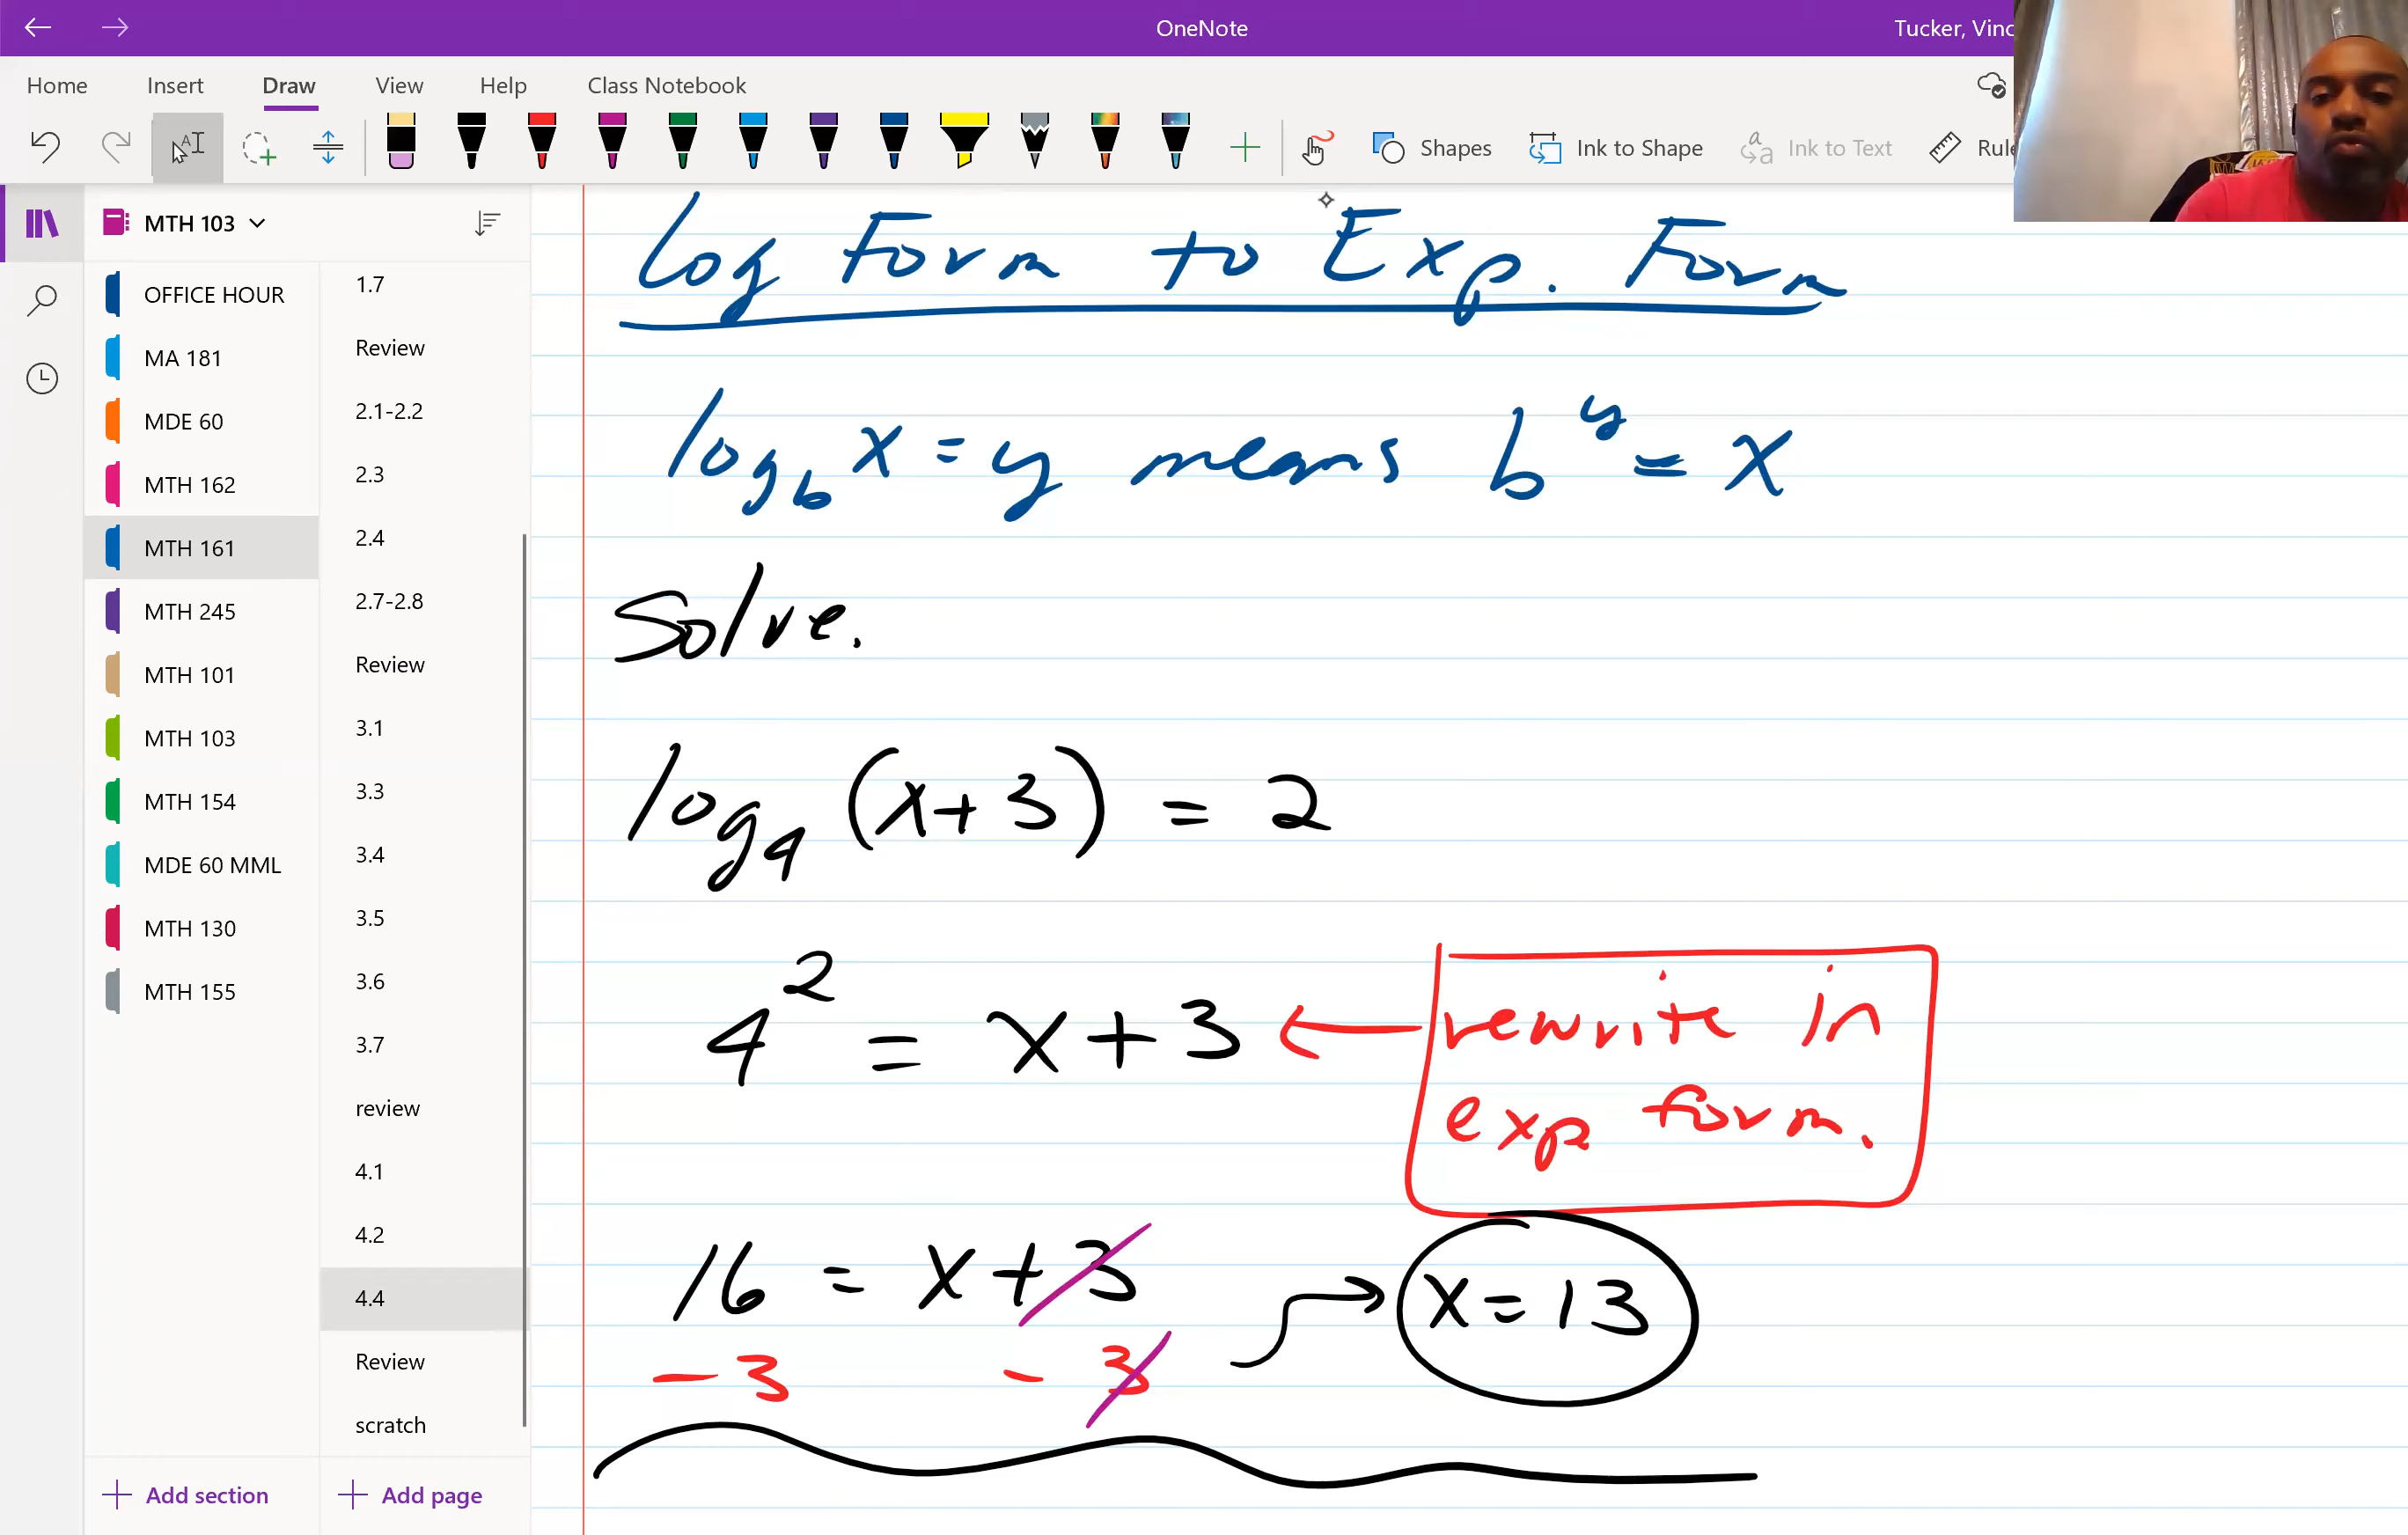 OneNote
Tucker, Vinc
Home Insert Draw View Help Class Notebook
Shapes Ink to Shape Ink to Text Rule
MTH 103
OFFICE HOUR
MA 181
MDE 60
MTH 162
MTH 161
MTH 245
MTH 101
MTH 103
MTH 154
MDE 60 MML
MTH 130
MTH 155
Add section
1.7
Review
2.1-2.2
2.3
2.4
2.7-2.8
Review
3.1
3.3
3.4
3.5
3.6
3.7
review
4.1
4.2
4.4
Review
scratch
Add page
Log Form to Exp. Form
log_b x = y means b^y = x
Solve.
log_4 (x+3) = 2
4^2 = x+3 ← rewrite in
exp form.
16 = x+3 → x=13
-3 -3